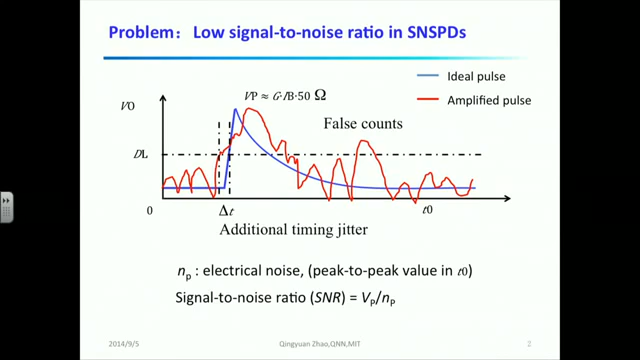 Problem： Low signal-to-noise ratio in SNSPDs
Ideal pulse
Amplified pulse
VO
VP ≈ G·IB·50 Ω
False counts
DL
0
Δt
t0
Additional timing jitter
np : electrical noise, (peak-to-peak value in t0)
Signal-to-noise ratio (SNR) = VP/nP
2014/9/5
Qingyuan Zhao,QNN,MIT
2